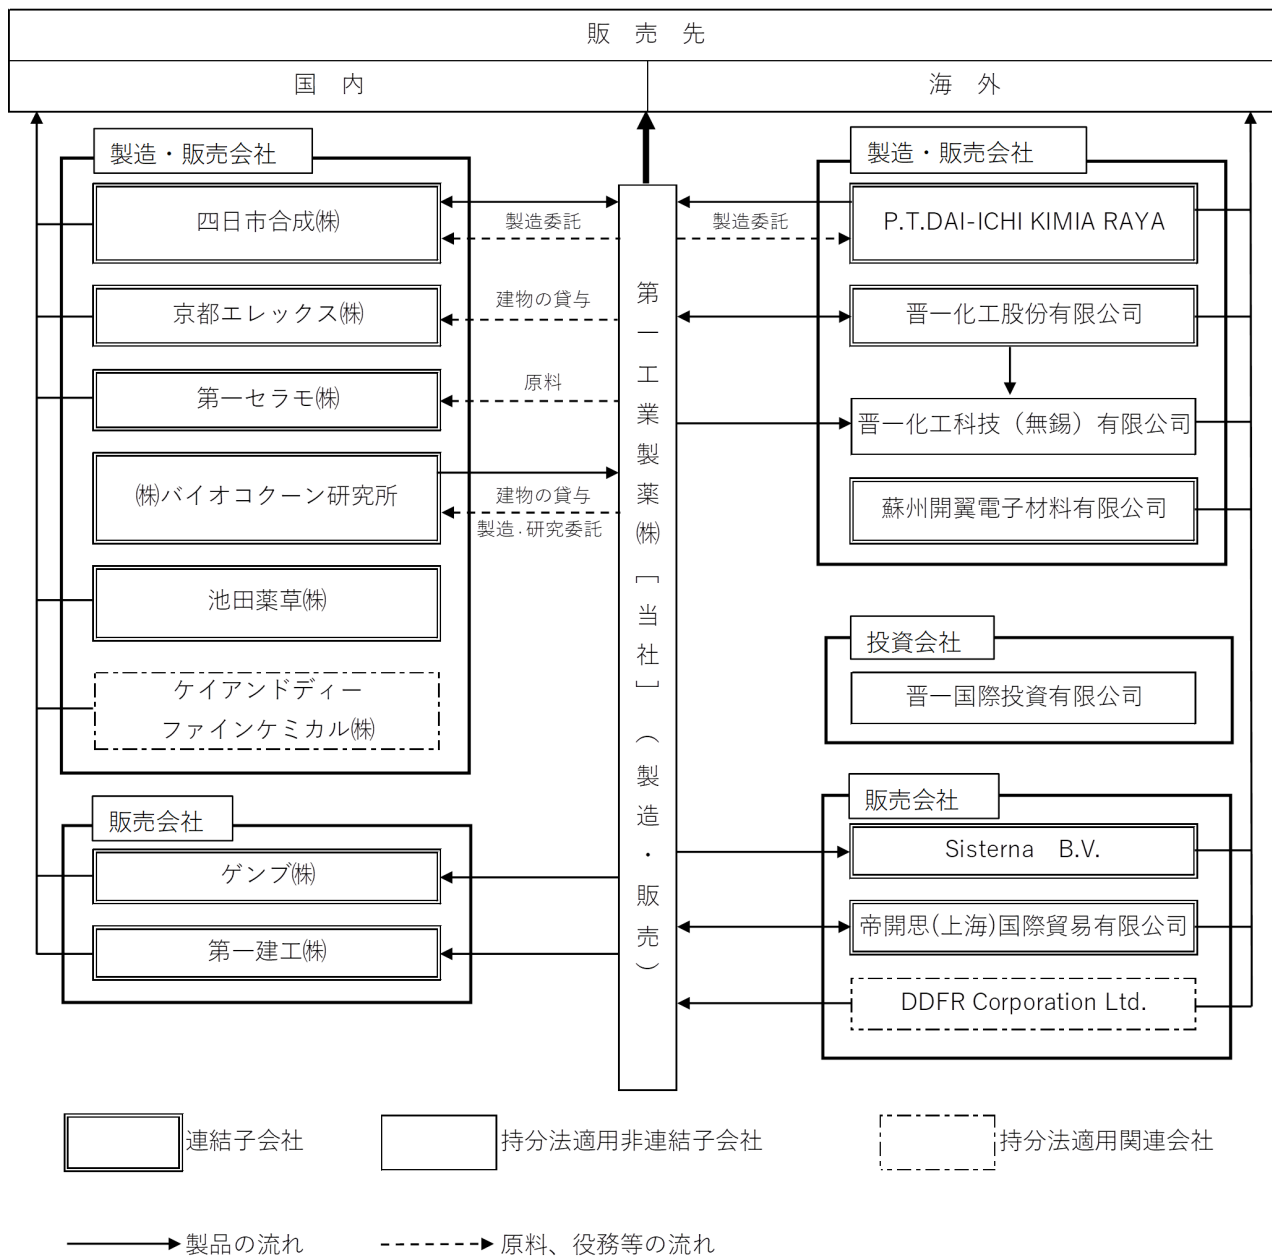 販 売 先
国 内
海 外
製造・販売会社
四日市合成㈱
京都エレックス㈱
第一セラモ㈱
㈱バイオコクーン研究所
池田薬草㈱
ケイアンドディー
ファインケミカル㈱
販売会社
ゲンブ㈱
第一建工㈱
製造委託
建物の貸与
原料
建物の貸与
製造・研究委託
第一工業製薬㈱[当社](製造・販売)
製造委託
製造・販売会社
P.T.DAI-ICHI KIMIA RAYA
晋一化工股份有限公司
晋一化工科技（無錫）有限公司
蘇州開翼電子材料有限公司
投資会社
晋一国際投資有限公司
販売会社
Sisterna B.V.
帝開思(上海)国際貿易有限公司
DDFR Corporation Ltd.
連結子会社
持分法適用非連結子会社
持分法適用関連会社
製品の流れ
原料、役務等の流れ